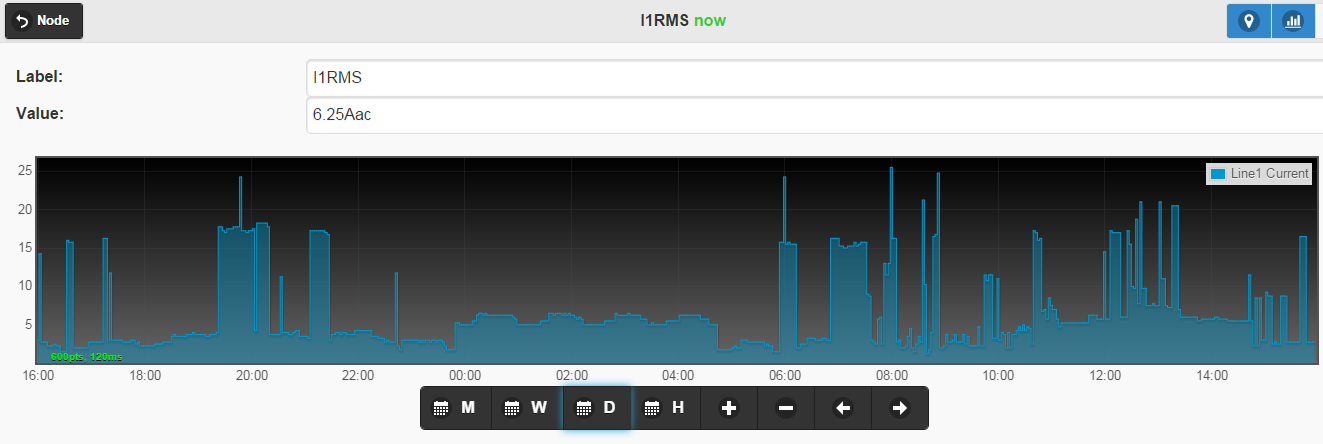 Node
I1RMS now
Label:
I1RMS
Value:
6.25Aac
25
20
15
10
5
Line1 Current
600pts, 120ms
16:00 18:00 20:00 22:00 00:00 02:00 04:00 06:00 08:00 10:00 12:00 14:00
M W D H